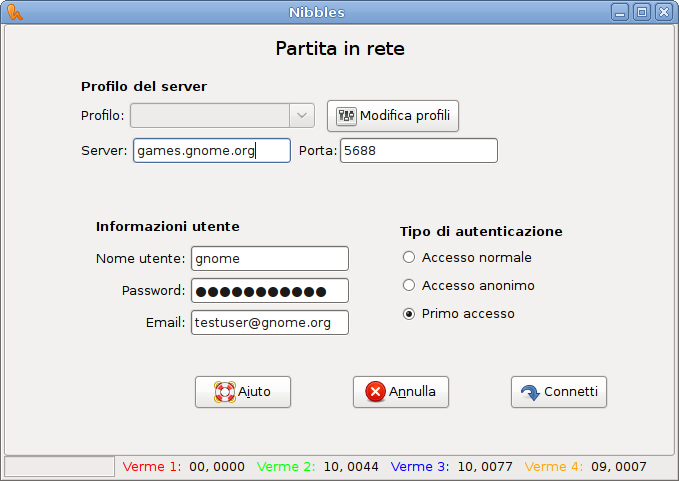 Nibbles
Partita in rete
Profilo del server
Profilo: Modifica profili
Server: games.gnome.org Porta: 5688
Informazioni utente
Nome utente: gnome
Password: ●●●●●●●●●●●
Email: testuser@gnome.org
Tipo di autenticazione
Accesso normale
Accesso anonimo
Primo accesso
Aiuto Annulla Connetti
Verme 1: 00, 0000 Verme 2: 10, 0044 Verme 3: 10, 0077 Verme 4: 09, 0007